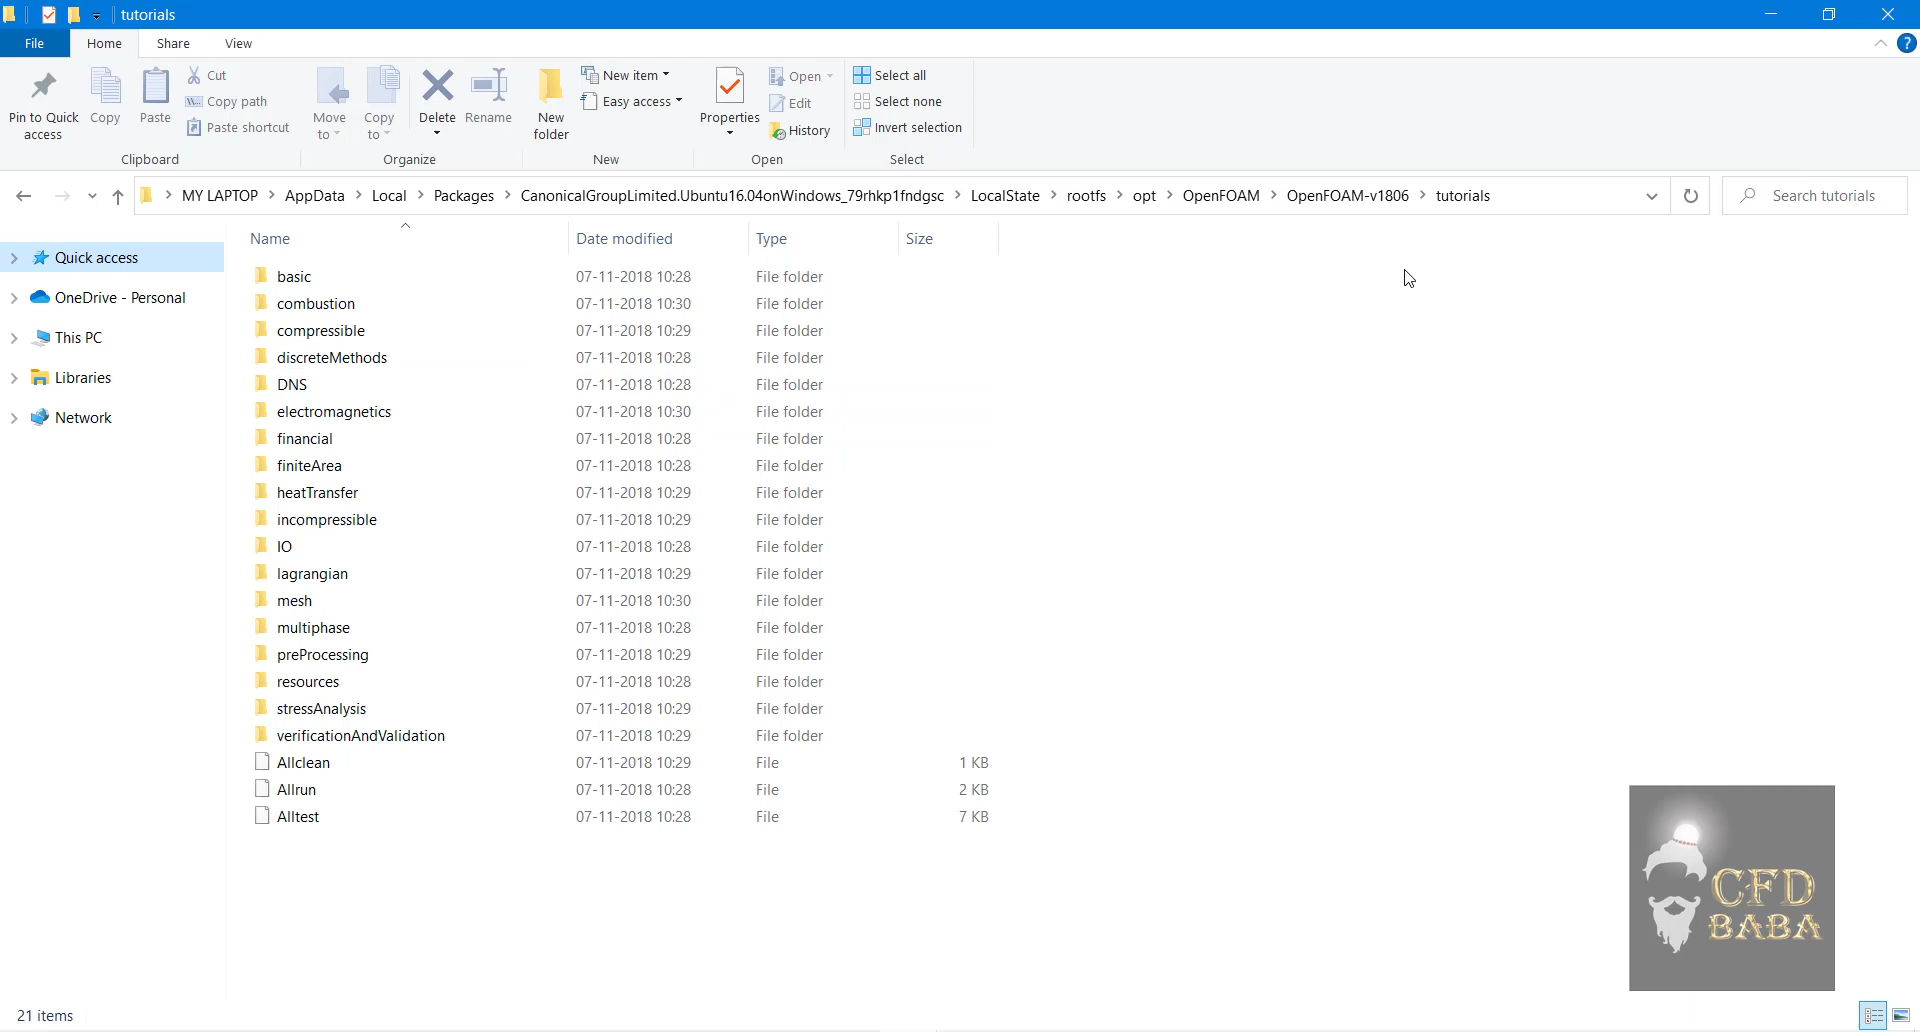 tutorials
File Home Share View
Pin to Quick access
Copy
Paste
Cut
Copy path
Paste shortcut
Clipboard
Move to
Copy to
Delete
Rename
Organize
New folder
New item
Easy access
New
Properties
Open
Edit
History
Open
Select all
Select none
Invert selection
Select
MY LAPTOP > AppData > Local > Packages > CanonicalGroupLimited.Ubuntu16.04onWindows_79rhkp1fndgsc > LocalState > rootfs > opt > OpenFOAM > OpenFOAM-v1806 > tutorials
Search tutorials
Quick access
OneDrive - Personal
This PC
Libraries
Network
Name Date modified Type Size
basic 07-11-2018 10:28 File folder
combustion 07-11-2018 10:30 File folder
compressible 07-11-2018 10:29 File folder
discreteMethods 07-11-2018 10:28 File folder
DNS 07-11-2018 10:28 File folder
electromagnetics 07-11-2018 10:30 File folder
financial 07-11-2018 10:28 File folder
finiteArea 07-11-2018 10:28 File folder
heatTransfer 07-11-2018 10:29 File folder
incompressible 07-11-2018 10:29 File folder
IO 07-11-2018 10:28 File folder
lagrangian 07-11-2018 10:29 File folder
mesh 07-11-2018 10:30 File folder
multiphase 07-11-2018 10:28 File folder
preProcessing 07-11-2018 10:29 File folder
resources 07-11-2018 10:28 File folder
stressAnalysis 07-11-2018 10:29 File folder
verificationAndValidation 07-11-2018 10:29 File folder
Allclean 07-11-2018 10:29 File 1 KB
Allrun 07-11-2018 10:28 File 2 KB
Alltest 07-11-2018 10:28 File 7 KB
CFD
BABA
21 items